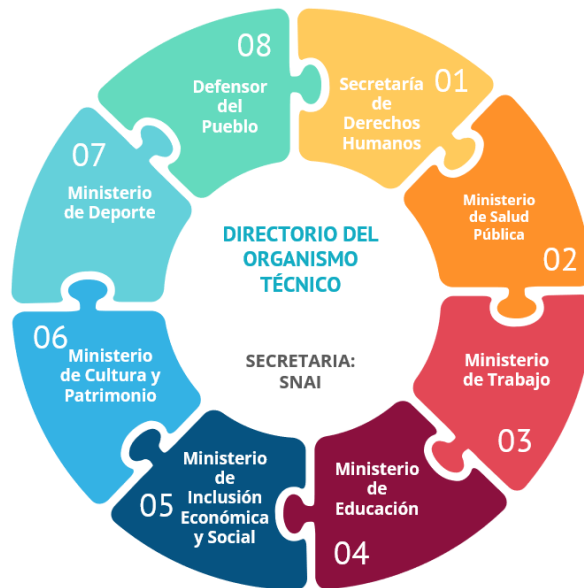 DIRECTORIO DEL
ORGANISMO
TÉCNICO
SECRETARIA:
SNAI
01
Secretaría
de
Derechos
Humanos
Ministerio
de Salud
Pública
02
Ministerio
de Trabajo
03
Ministerio
de
Educación
04
Ministerio
de
Inclusión
Económica
y Social
05
06
Ministerio
de Cultura y
Patrimonio
07
Ministerio
de Deporte
08
Defensor
del
Pueblo